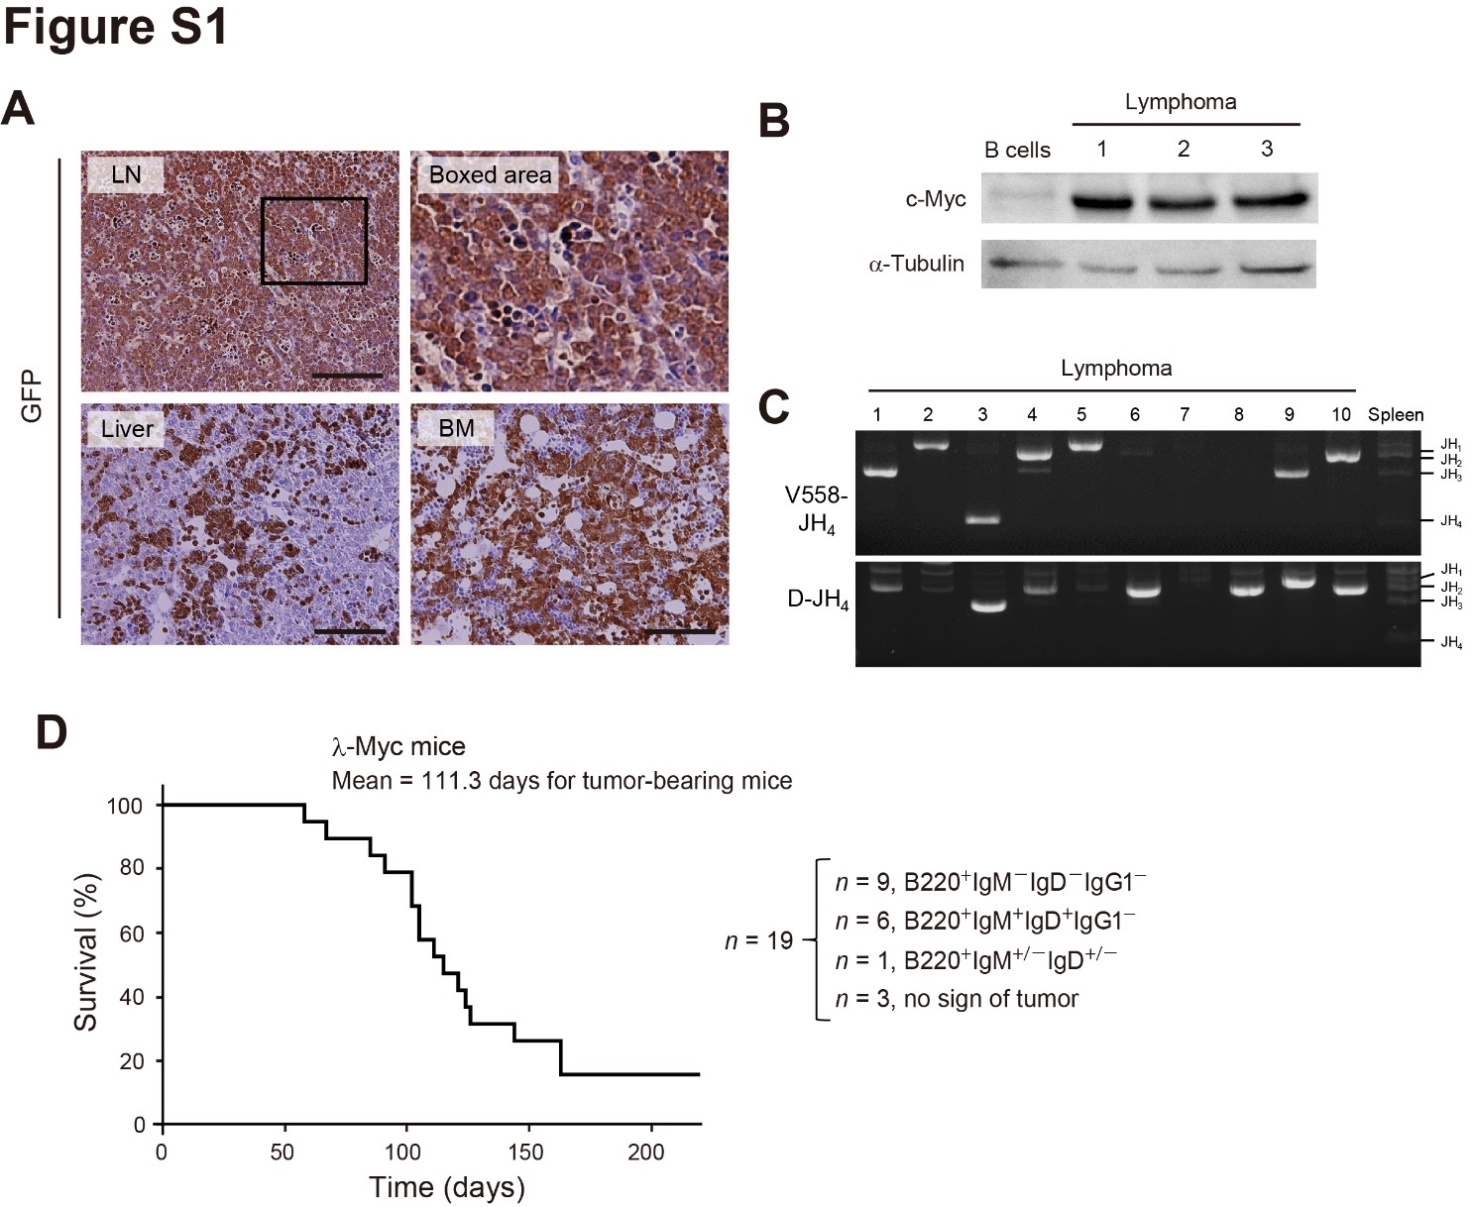 Figure S1
A
GFP
LN
Boxed area
Liver
BM
B
Lymphoma
B cells 1 2 3
c-Myc
α-Tubulin
C
Lymphoma
1 2 3 4 5 6 7 8 9 10 Spleen
V558-
JH₄
JH₁
JH₂
JH₃
JH₄
D-JH₄
JH₁
JH₂
JH₃
JH₄
D
λ-Myc mice
Mean = 111.3 days for tumor-bearing mice
Survival (%)
100
80
60
40
20
0
0 50 100 150 200
Time (days)
n = 19
n = 9, B220⁺IgM⁻IgD⁻IgG1⁻
n = 6, B220⁺IgM⁺IgD⁺IgG1⁻
n = 1, B220⁺IgM⁺/⁻IgD⁺/⁻
n = 3, no sign of tumor